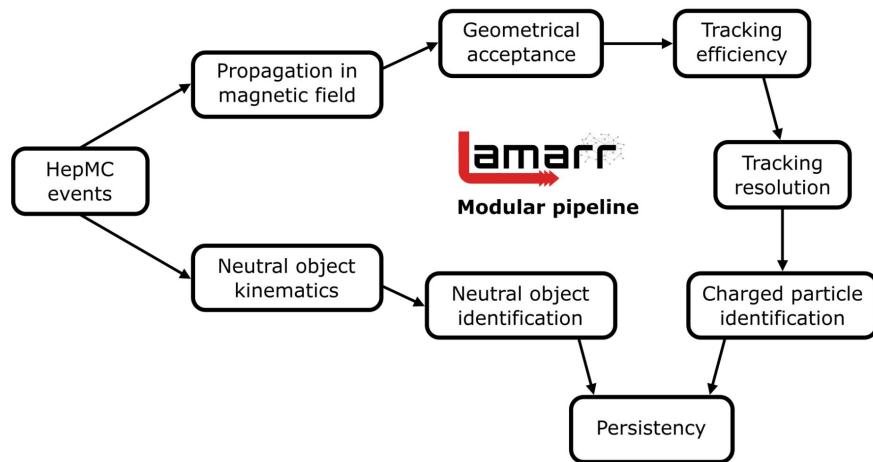 Geometrical
acceptance
Tracking
efficiency
Propagation in
magnetic field
HepMC
events
Lamarr
Modular pipeline
Tracking
resolution
Neutral object
kinematics
Neutral object
identification
Charged particle
identification
Persistency